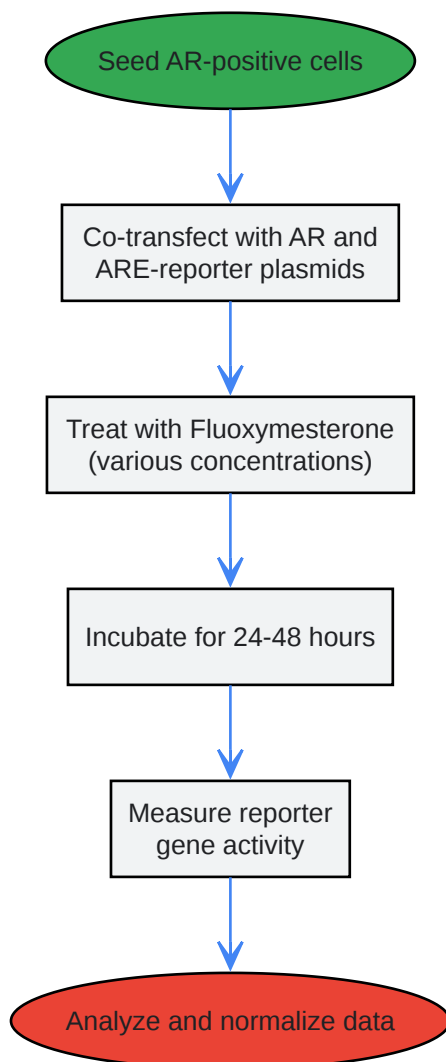 Seed AR-positive cells
Co-transfect with AR and
ARE-reporter plasmids
Treat with Fluoxymesterone
(various concentrations)
Incubate for 24-48 hours
Measure reporter
gene activity
Analyze and normalize data